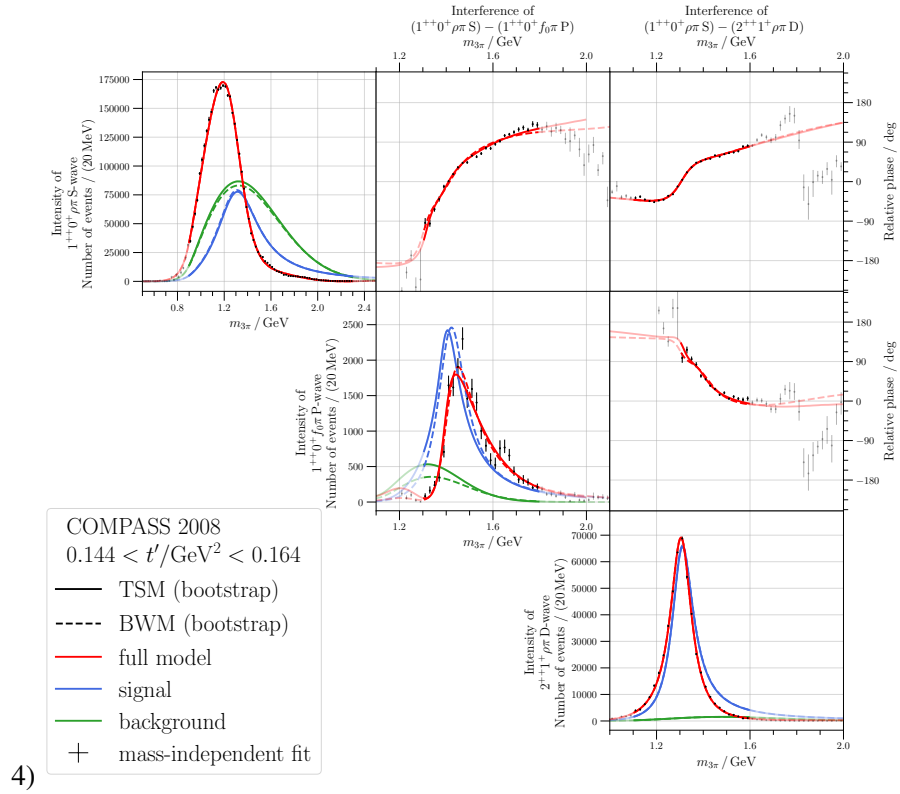 Interference of
(1⁺⁺0⁺ ρπ S) − (1⁺⁺0⁺ f₀π P)
m₃π / GeV
1.2 1.6 2.0
Interference of
(1⁺⁺0⁺ ρπ S) − (2⁺⁺1⁺ ρπ D)
m₃π / GeV
1.2 1.6 2.0
Intensity of
1⁺⁺0⁺ ρπ S-wave
Number of events / (20 MeV)
175000
150000
125000
100000
75000
50000
25000
0
0.8 1.2 1.6 2.0 2.4
m₃π / GeV
180
90
0
−90
−180
Relative phase / deg
Intensity of
1⁺⁺0⁺ f₀π P-wave
Number of events / (20 MeV)
2500
2000
1500
1000
500
0
1.2 1.6 2.0
m₃π / GeV
180
90
0
−90
−180
Relative phase / deg
Intensity of
2⁺⁺1⁺ ρπ D-wave
Number of events / (20 MeV)
70000
60000
50000
40000
30000
20000
10000
0
1.2 1.6 2.0
m₃π / GeV
COMPASS 2008
0.144 < t′/GeV² < 0.164
TSM (bootstrap)
BWM (bootstrap)
full model
signal
background
mass-independent fit
4)